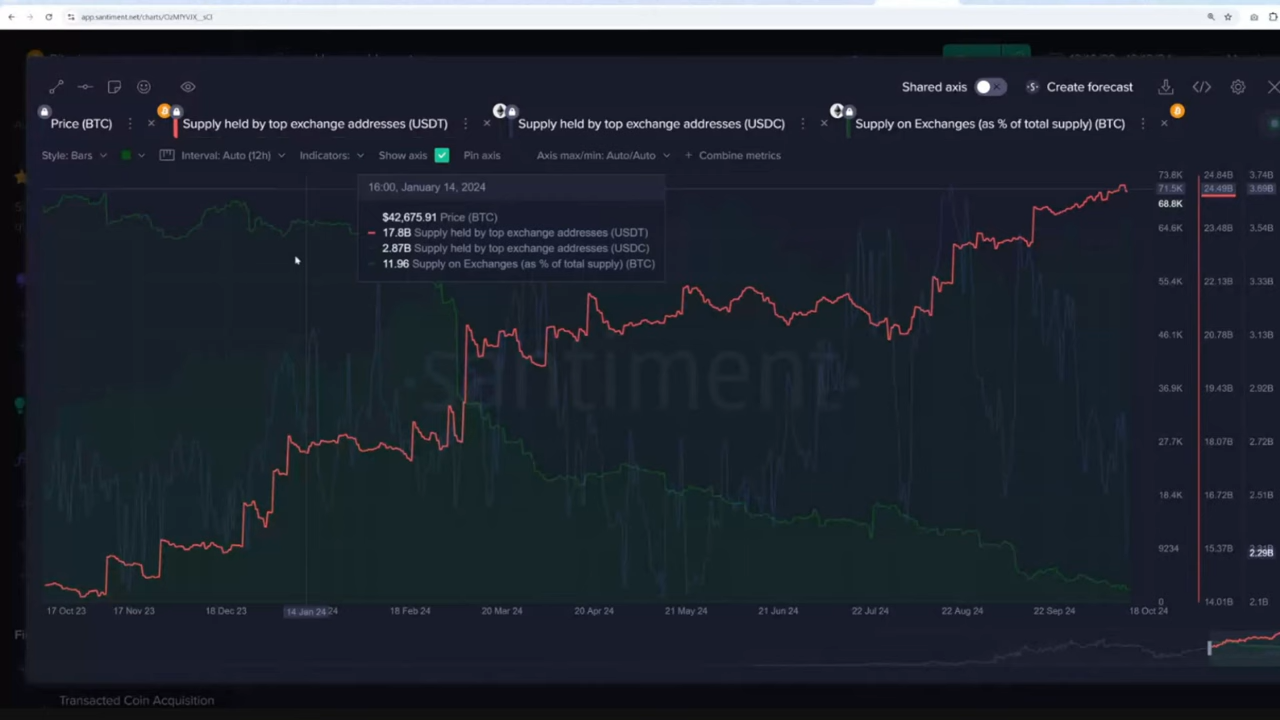 app.santiment.net/charts/OzMfYVJX__sCF
Shared axis
Create forecast
Price (BTC)
Supply held by top exchange addresses (USDT)
Supply held by top exchange addresses (USDC)
Supply on Exchanges (as % of total supply) (BTC)
Style: Bars
Interval: Auto (12h)
Indicators:
Show axis
Pin axis
Axis max/min: Auto/Auto
+ Combine metrics
16:00, January 14, 2024
$42,675.91 Price (BTC)
17.8B Supply held by top exchange addresses (USDT)
2.87B Supply held by top exchange addresses (USDC)
11.96 Supply on Exchanges (as % of total supply) (BTC)
·santiment·
73.8K 24.84B 3.74B
71.5K 24.49B 3.69B
68.8K
64.6K 23.48B 3.54B
55.4K 22.13B 3.33B
46.1K 20.78B 3.13B
36.9K 19.43B 2.92B
27.7K 18.07B 2.72B
18.4K 16.72B 2.51B
9234 15.37B
2.29B
0 14.01B 2.1B
17 Oct 23 17 Nov 23 18 Dec 23 14 Jan 24 24 18 Feb 24 20 Mar 24 20 Apr 24 21 May 24 21 Jun 24 22 Jul 24 22 Aug 24 22 Sep 24 18 Oct 24
Fi
Transacted Coin Acquisition